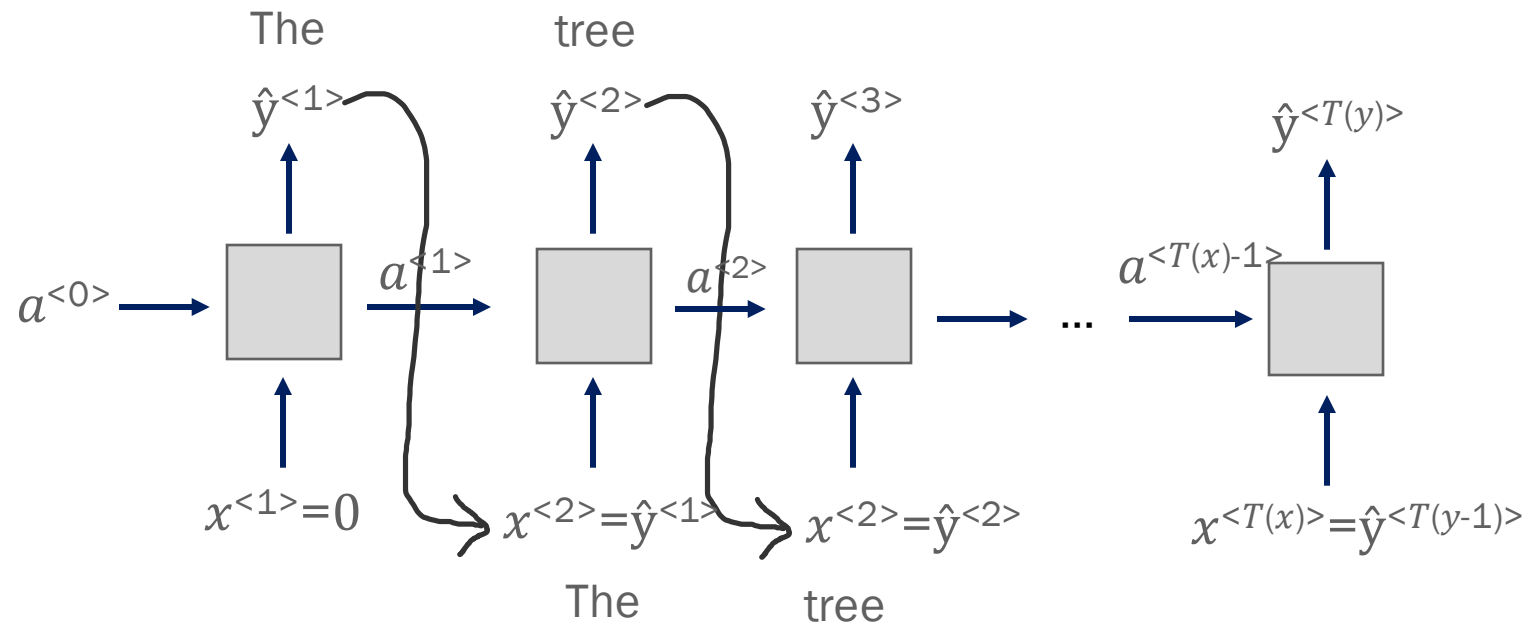 The tree
ŷ<1> ŷ<2> ŷ<3> ŷ<T(y)>
a<0> a<1> a<2> ... a<T(x)-1>
x<1>=0 x<2>=ŷ<1> x<2>=ŷ<2> x<T(x)>=ŷ<T(y-1)>
The tree